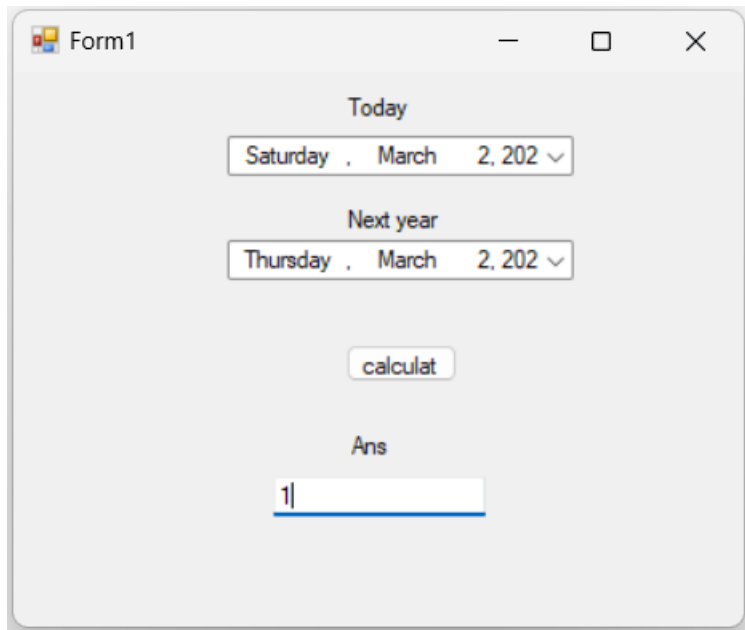 Form1
Today
Saturday , March 2, 202
Next year
Thursday , March 2, 202
calculat
Ans
1